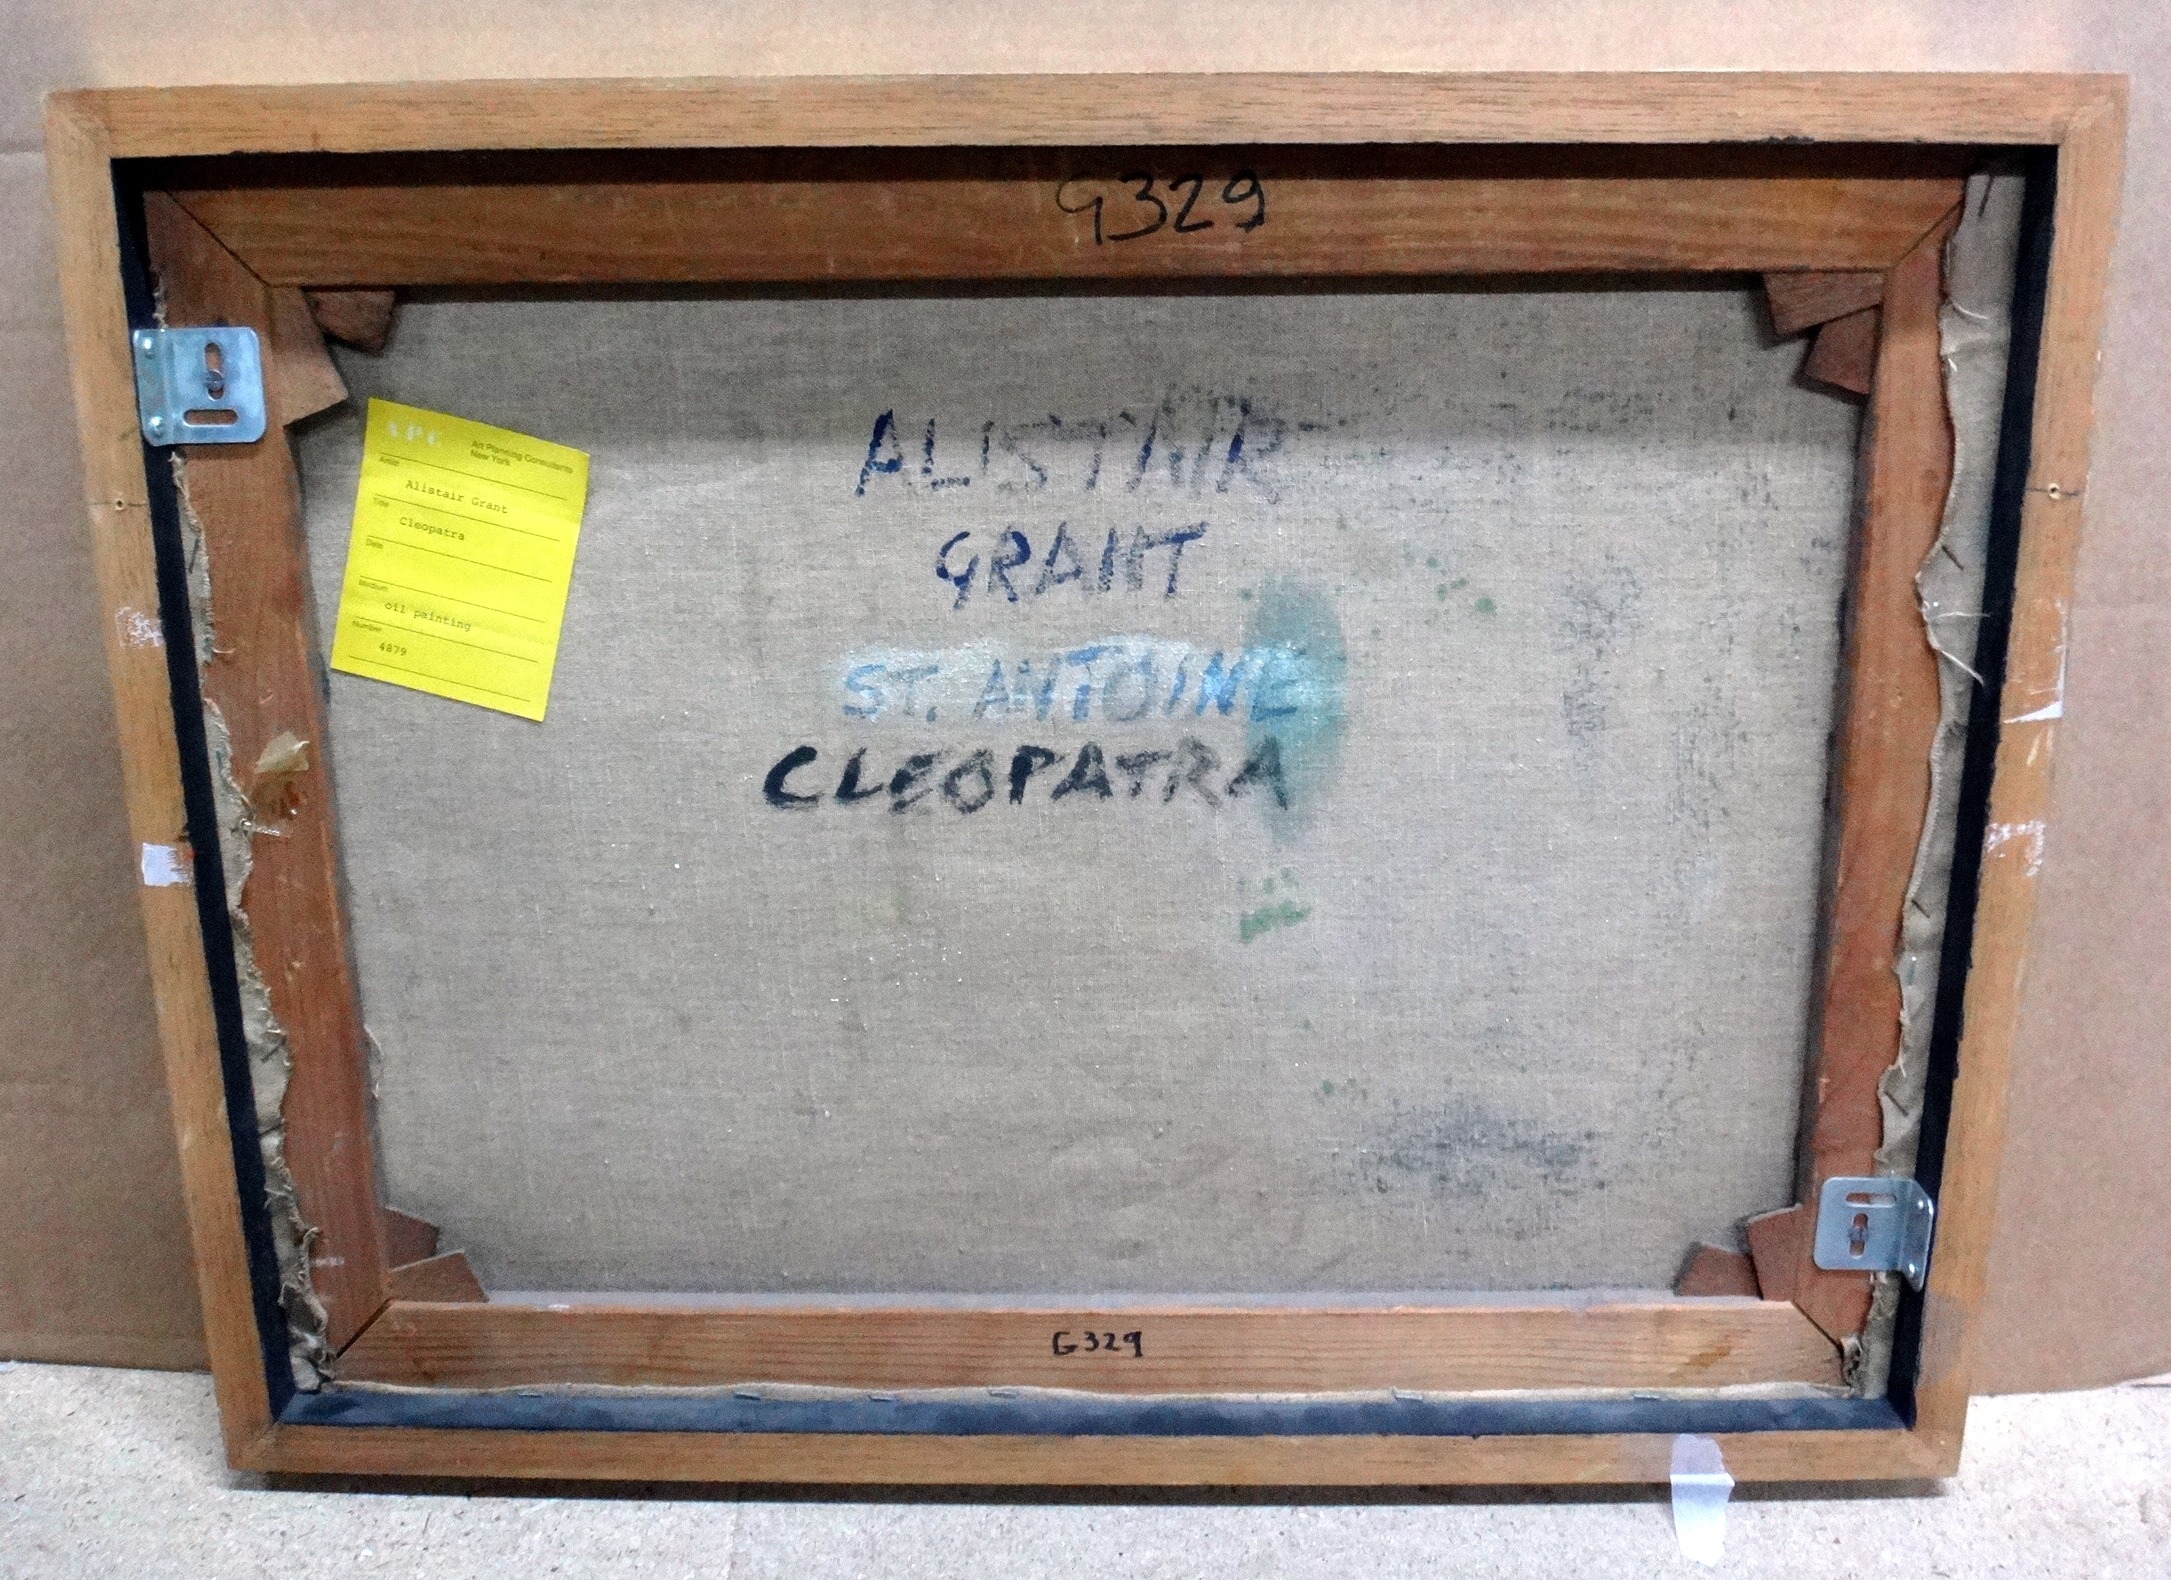 G329
APC
Art Planning Consultants
New York
Artist
Alistair Grant
Title
Cleopatra
Date
Medium
oil painting
Number
4879
ALISTAIR
GRANT
ST. ANTOINE
CLEOPATRA
G329